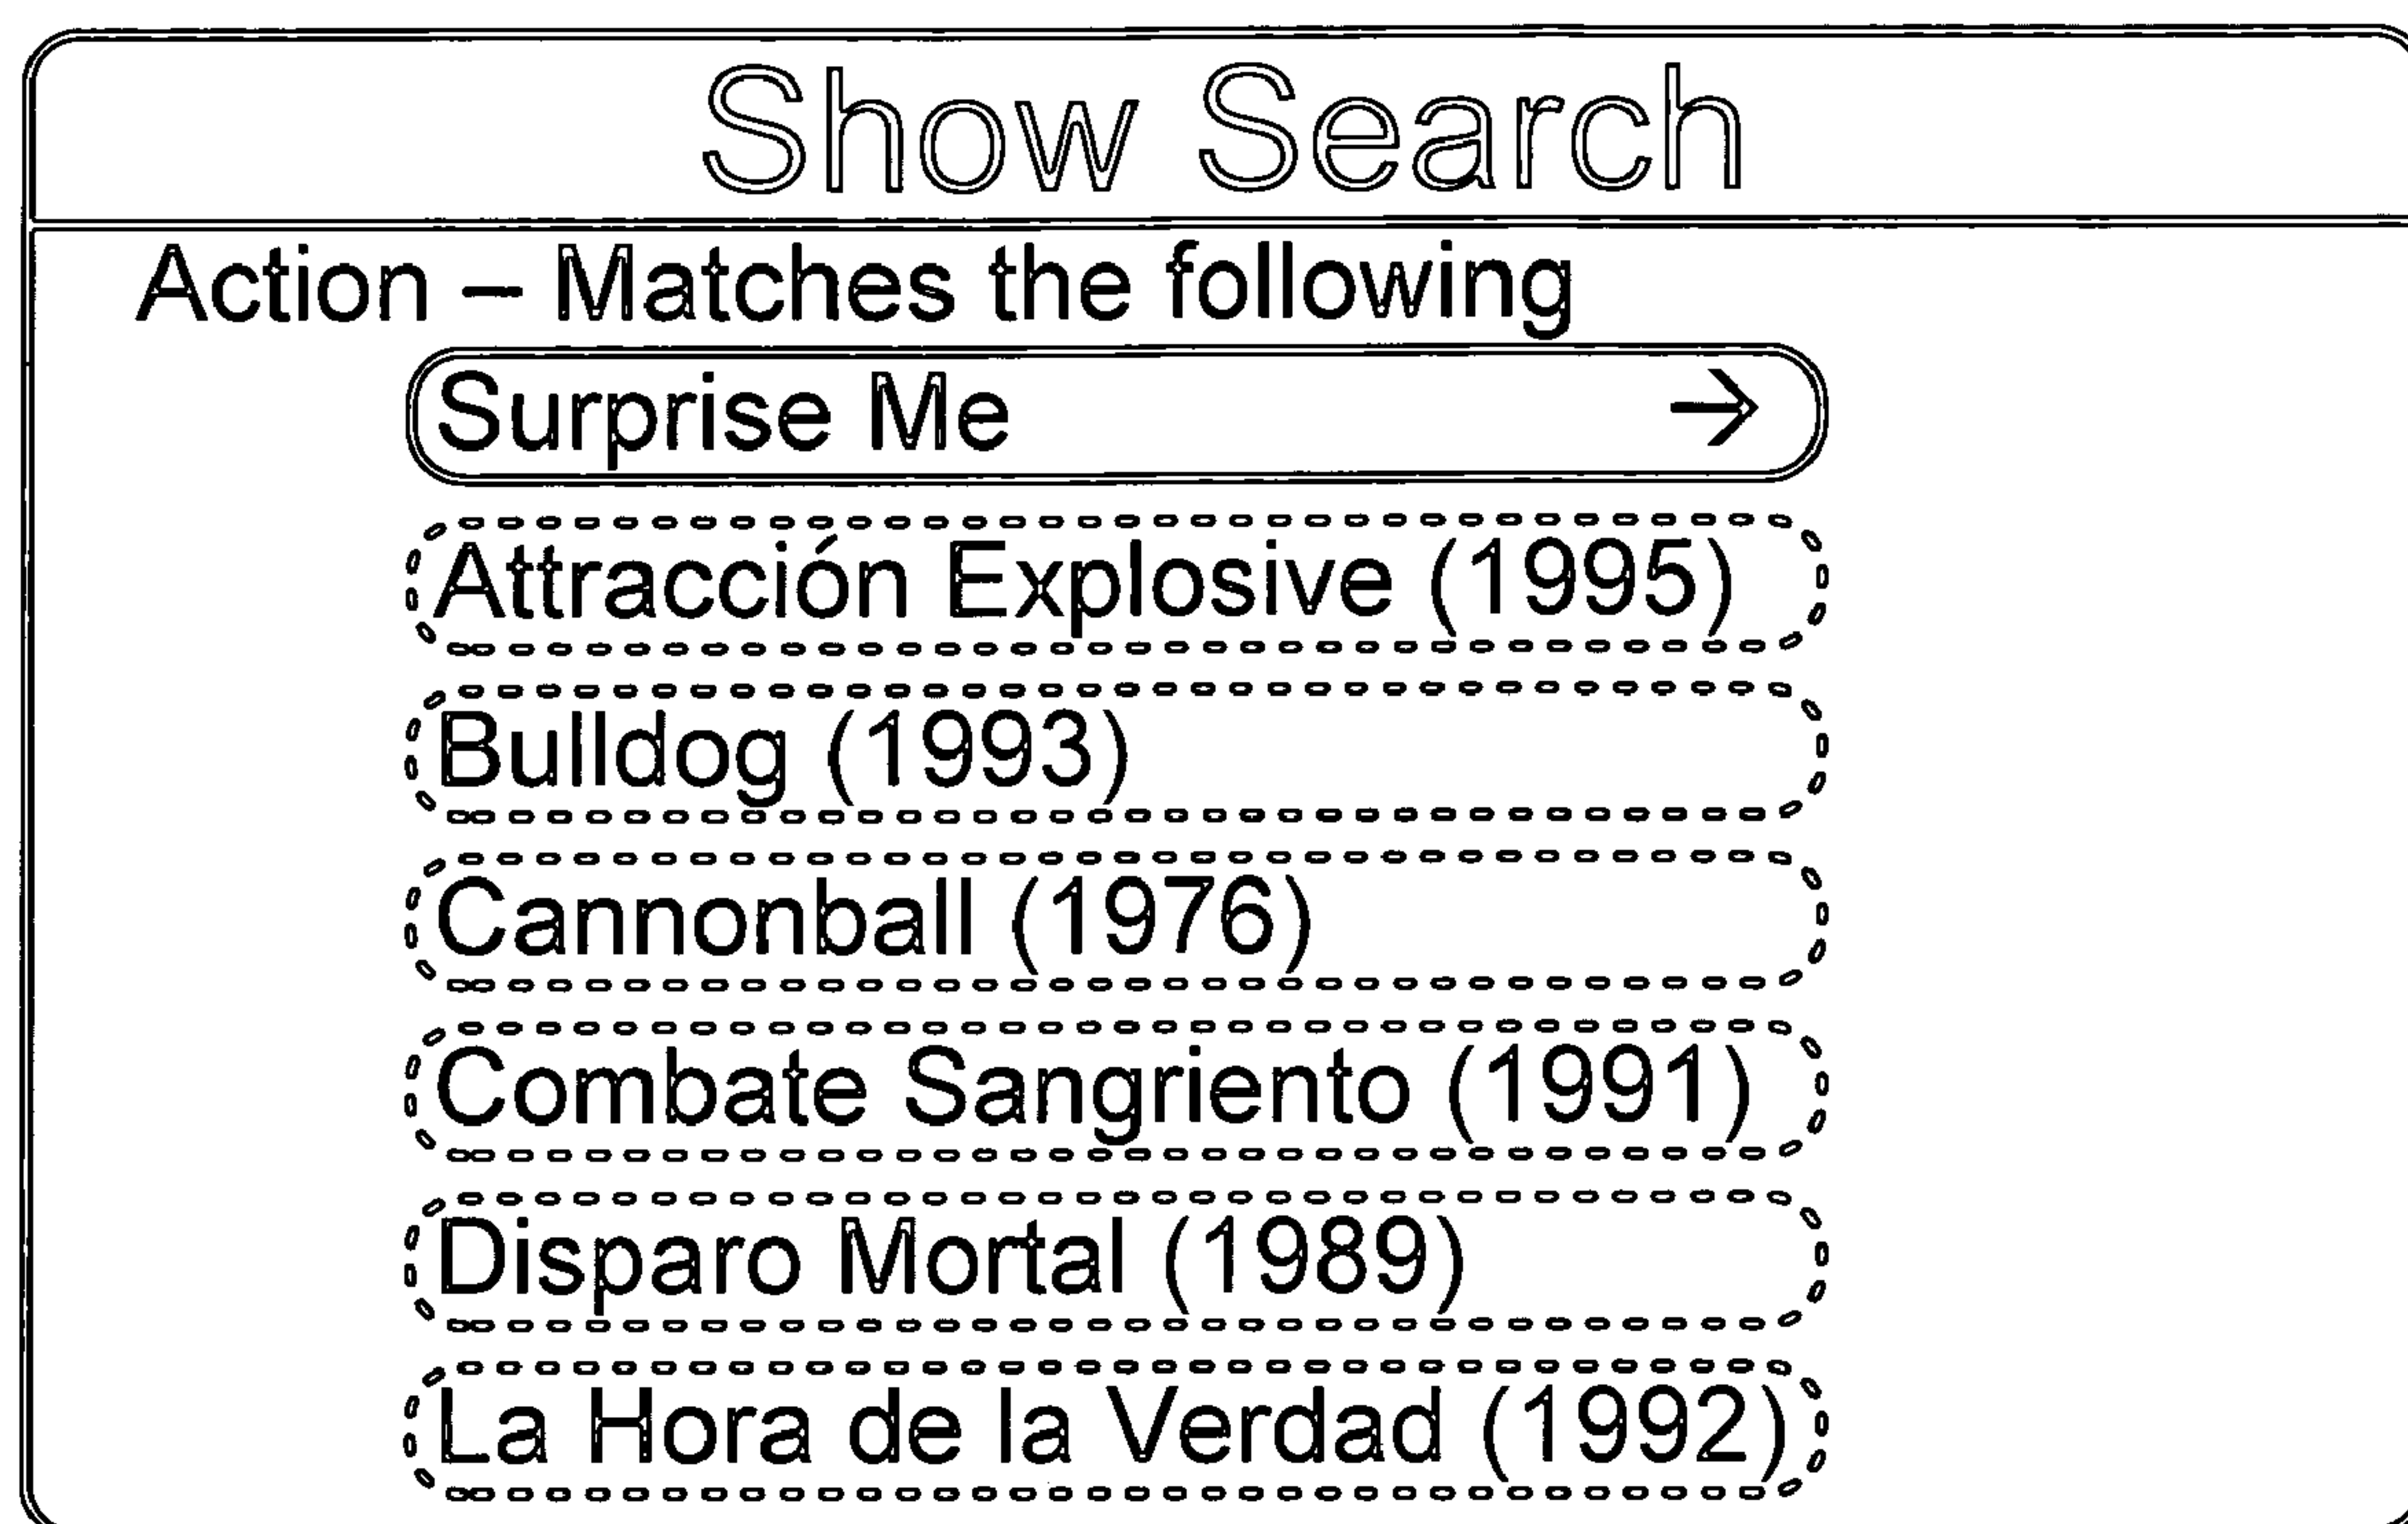 Show Search
Action – Matches the following
Surprise Me →
Attracción Explosive (1995)
Bulldog (1993)
Cannonball (1976)
Combate Sangriento (1991)
Disparo Mortal (1989)
La Hora de la Verdad (1992)